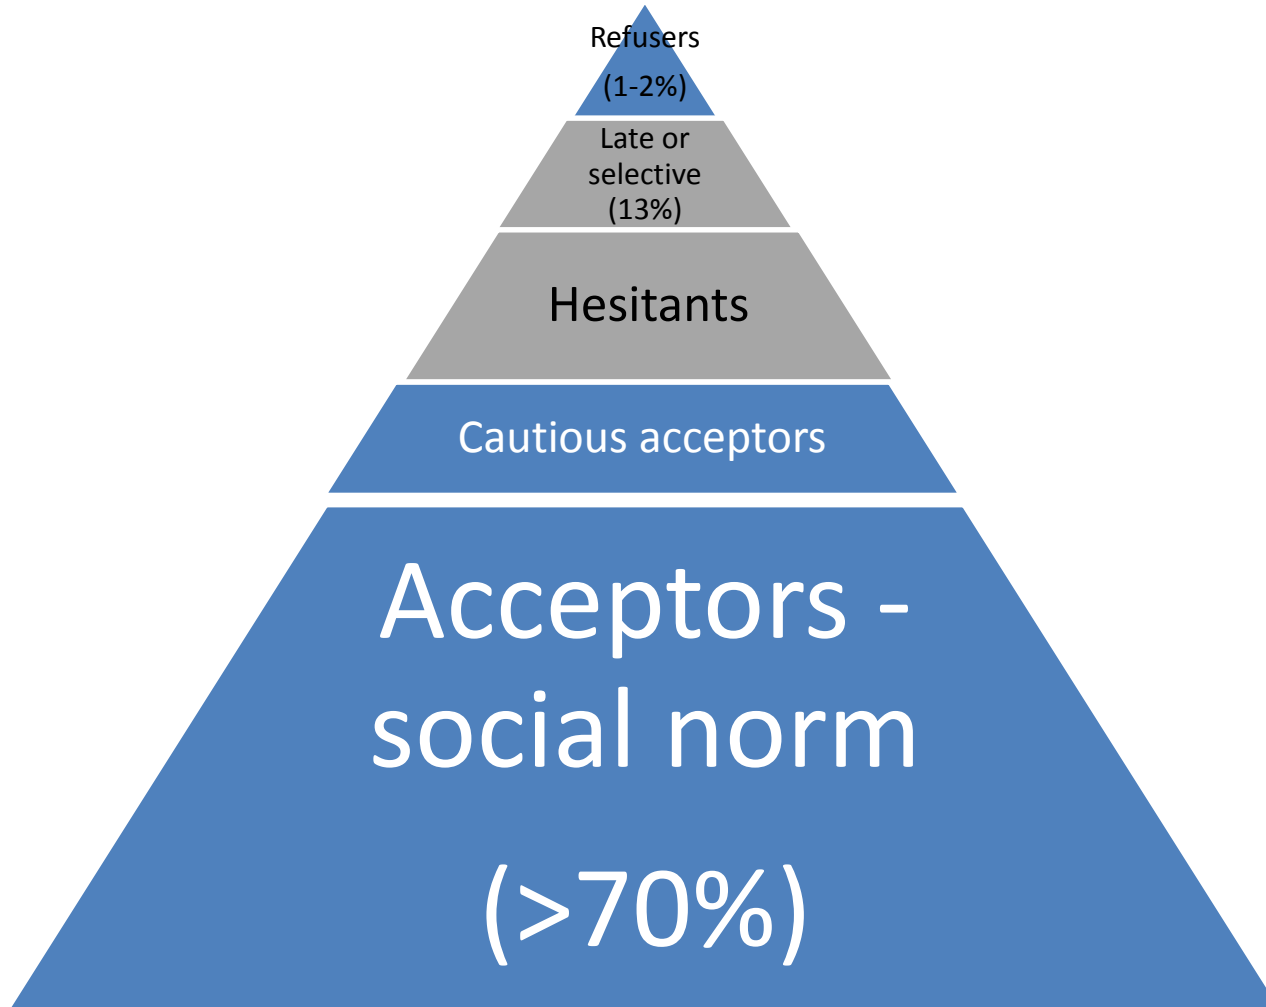 Refusers
(1-2%)
Late or
selective
(13%)
Hesitants
Cautious acceptors
Acceptors -
social norm
(>70%)